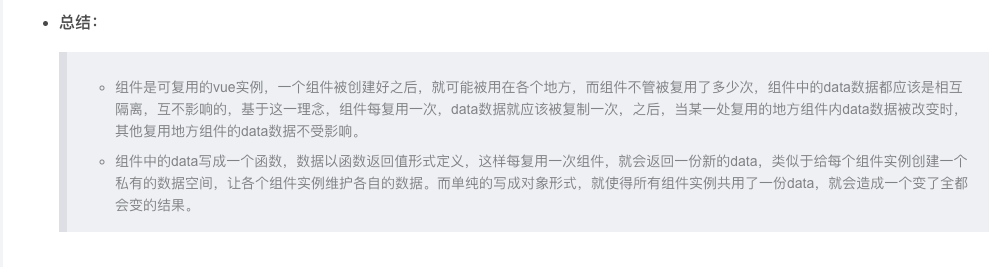 总结：
组件是可复用的vue实例，一个组件被创建好之后，就可能被用在各个地方，而组件不管被复用了多少次，组件中的data数据都应该是相互
隔离，互不影响的，基于这一理念，组件每复用一次，data数据就应该被复制一次，之后，当某一处复用的地方组件内data数据被改变时，
其他复用地方组件的data数据不受影响。
组件中的data写成一个函数，数据以函数返回值形式定义，这样每复用一次组件，就会返回一份新的data，类似于给每个组件实例创建一个
私有的数据空间，让各个组件实例维护各自的数据。而单纯的写成对象形式，就使得所有组件实例共用了一份data，就会造成一个变了全都
会变的结果。